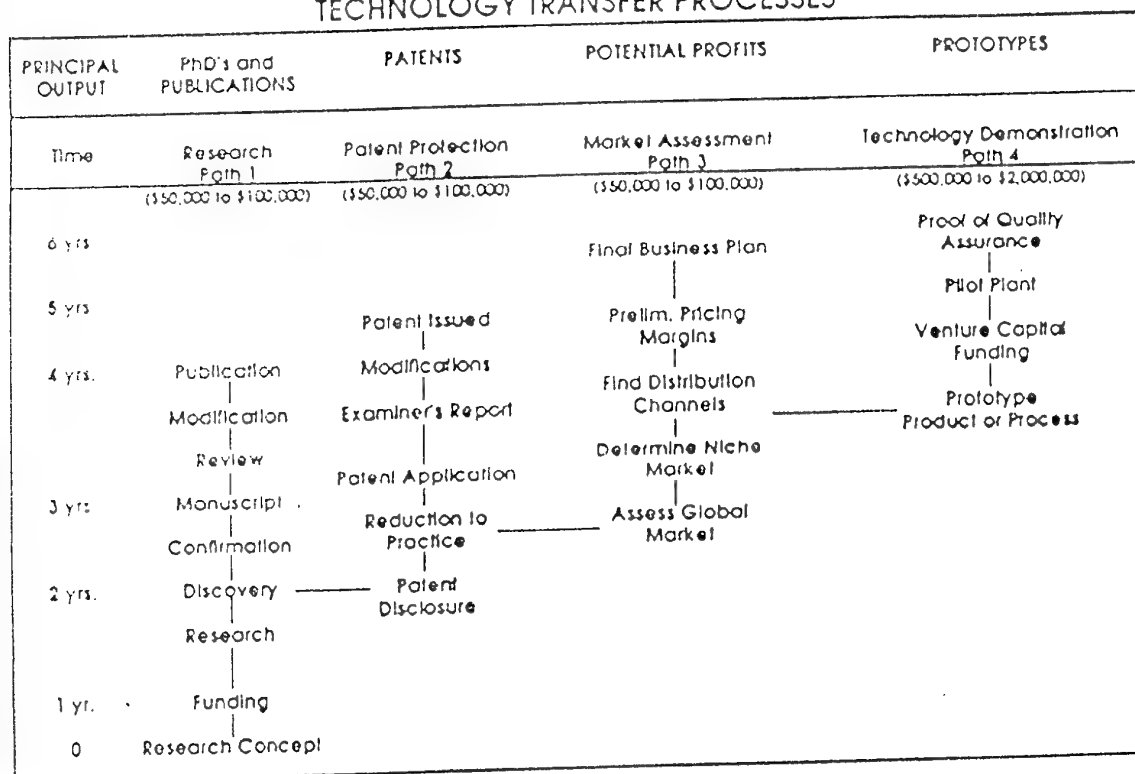 TECHNOLOGY TRANSFER PROCESSES
PRINCIPAL OUTPUT
PhD's and PUBLICATIONS
PATENTS
POTENTIAL PROFITS
PROTOTYPES
Time
Research
Path 1
($50,000 to $100,000)
Patent Protection
Path 2
($50,000 to $100,000)
Market Assessment
Path 3
($50,000 to $100,000)
Technology Demonstration
Path 4
($500,000 to $2,000,000)
6 yrs
Final Business Plan
Proof of Quality
Assurance
Pilot Plant
5 yrs
Patent Issued
Prelim. Pricing
Margins
Venture Capital
Funding
4 yrs.
Publication
Modifications
Find Distribution
Channels
Prototype
Product or Process
Modification
Examiner's Report
Review
Determine Niche
Market
Patent Application
3 yrs
Manuscript
Reduction to
Practice
Assess Global
Market
Confirmation
2 yrs.
Discovery
Patent
Disclosure
Research
1 yr.
Funding
0
Research Concept